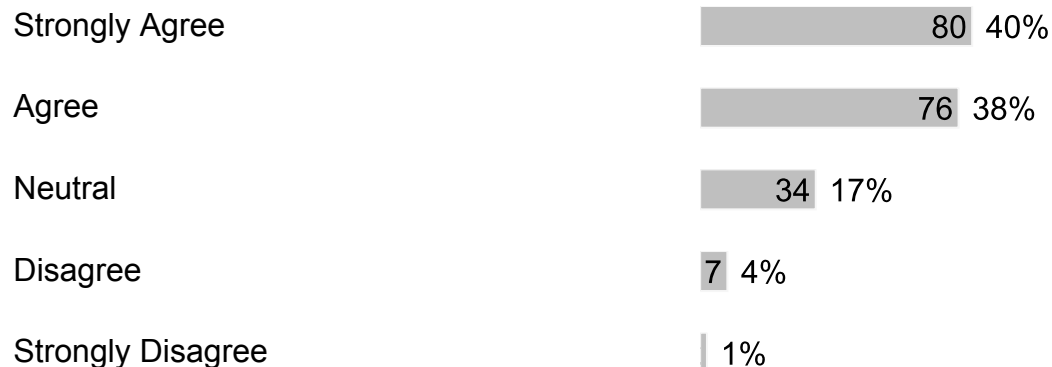 Strongly Agree 80 40%
Agree 76 38%
Neutral 34 17%
Disagree 7 4%
Strongly Disagree 1%